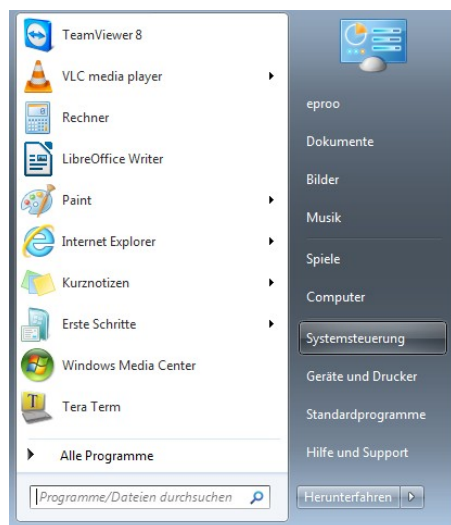 TeamViewer 8
VLC media player
Rechner
LibreOffice Writer
Paint
Internet Explorer
Kurznotizen
Erste Schritte
Windows Media Center
Tera Term
Alle Programme
Programme/Dateien durchsuchen
eproo
Dokumente
Bilder
Musik
Spiele
Computer
Systemsteuerung
Geräte und Drucker
Standardprogramme
Hilfe und Support
Herunterfahren